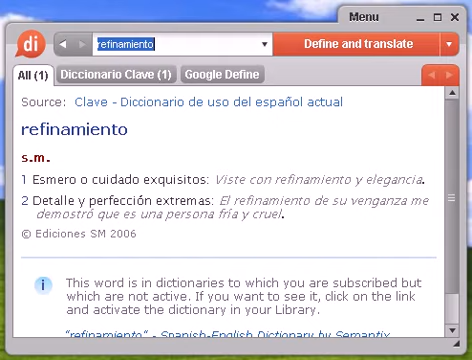 Menu
di
refinamiento
Define and translate
All (1)
Diccionario Clave (1)
Google Define
Source: Clave - Diccionario de uso del español actual
refinamiento
s.m.
1 Esmero o cuidado exquisitos: Viste con refinamiento y elegancia.
2 Detalle y perfección extremas: El refinamiento de su venganza me
demostró que es una persona fría y cruel.
© Ediciones SM 2006
i
This word is in dictionaries to which you are subscribed but
which are not active. If you want to see it, click on the link
and activate the dictionary in your Library.
"refinamiento" - Spanish-English Dictionary by Semantix